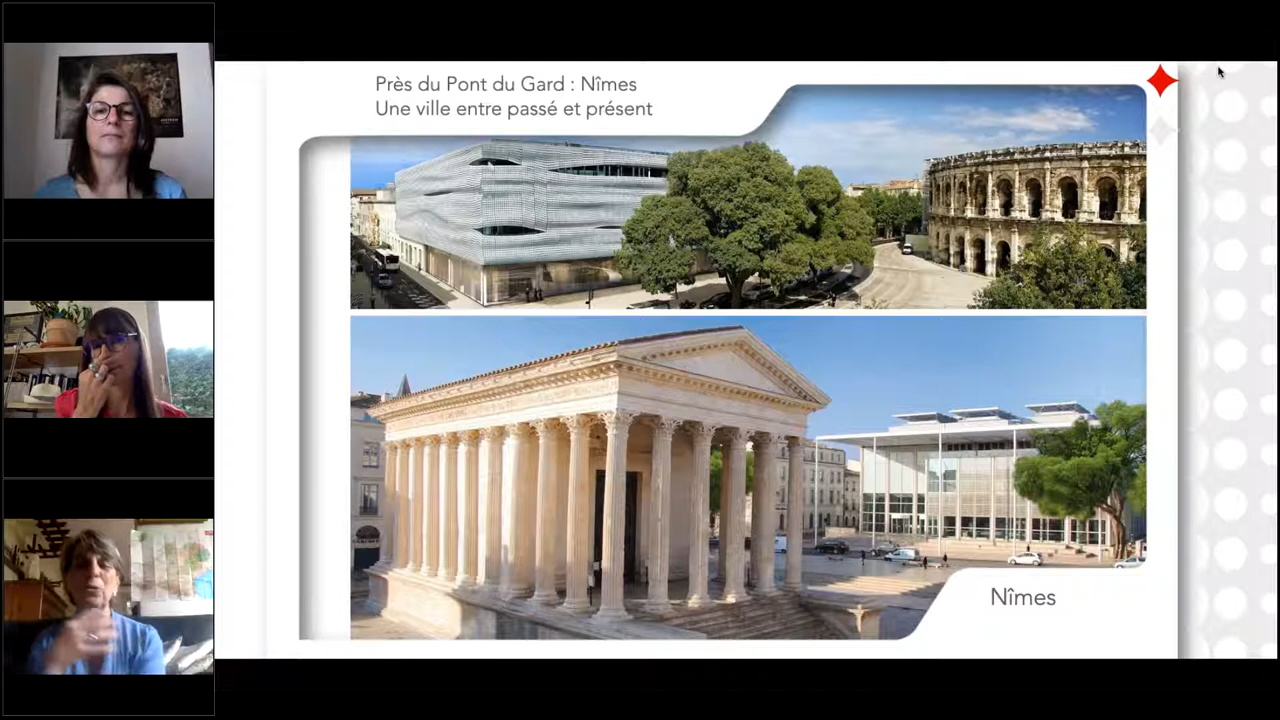 Près du Pont du Gard : Nîmes
Une ville entre passé et présent
Nîmes